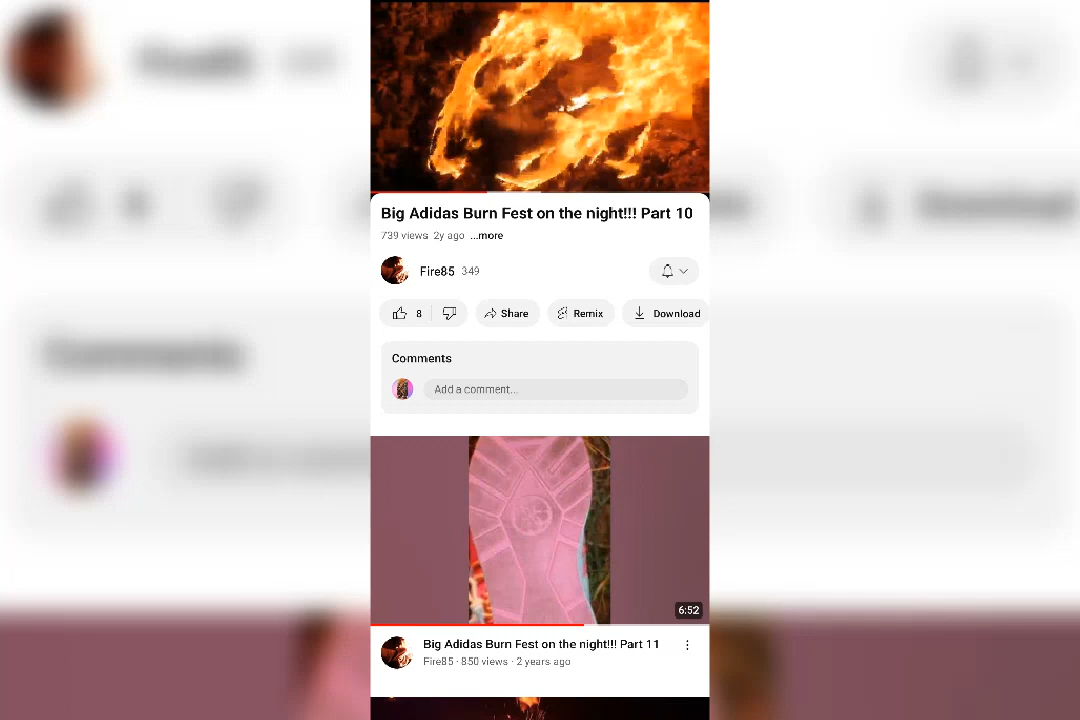 Big Adidas Burn Fest on the night!!! Part 10
739 views 2y ago ...more
Fire85 349
8 Share Remix Download
Comments
Add a comment...
6:52
Big Adidas Burn Fest on the night!!! Part 11
Fire85 · 850 views · 2 years ago